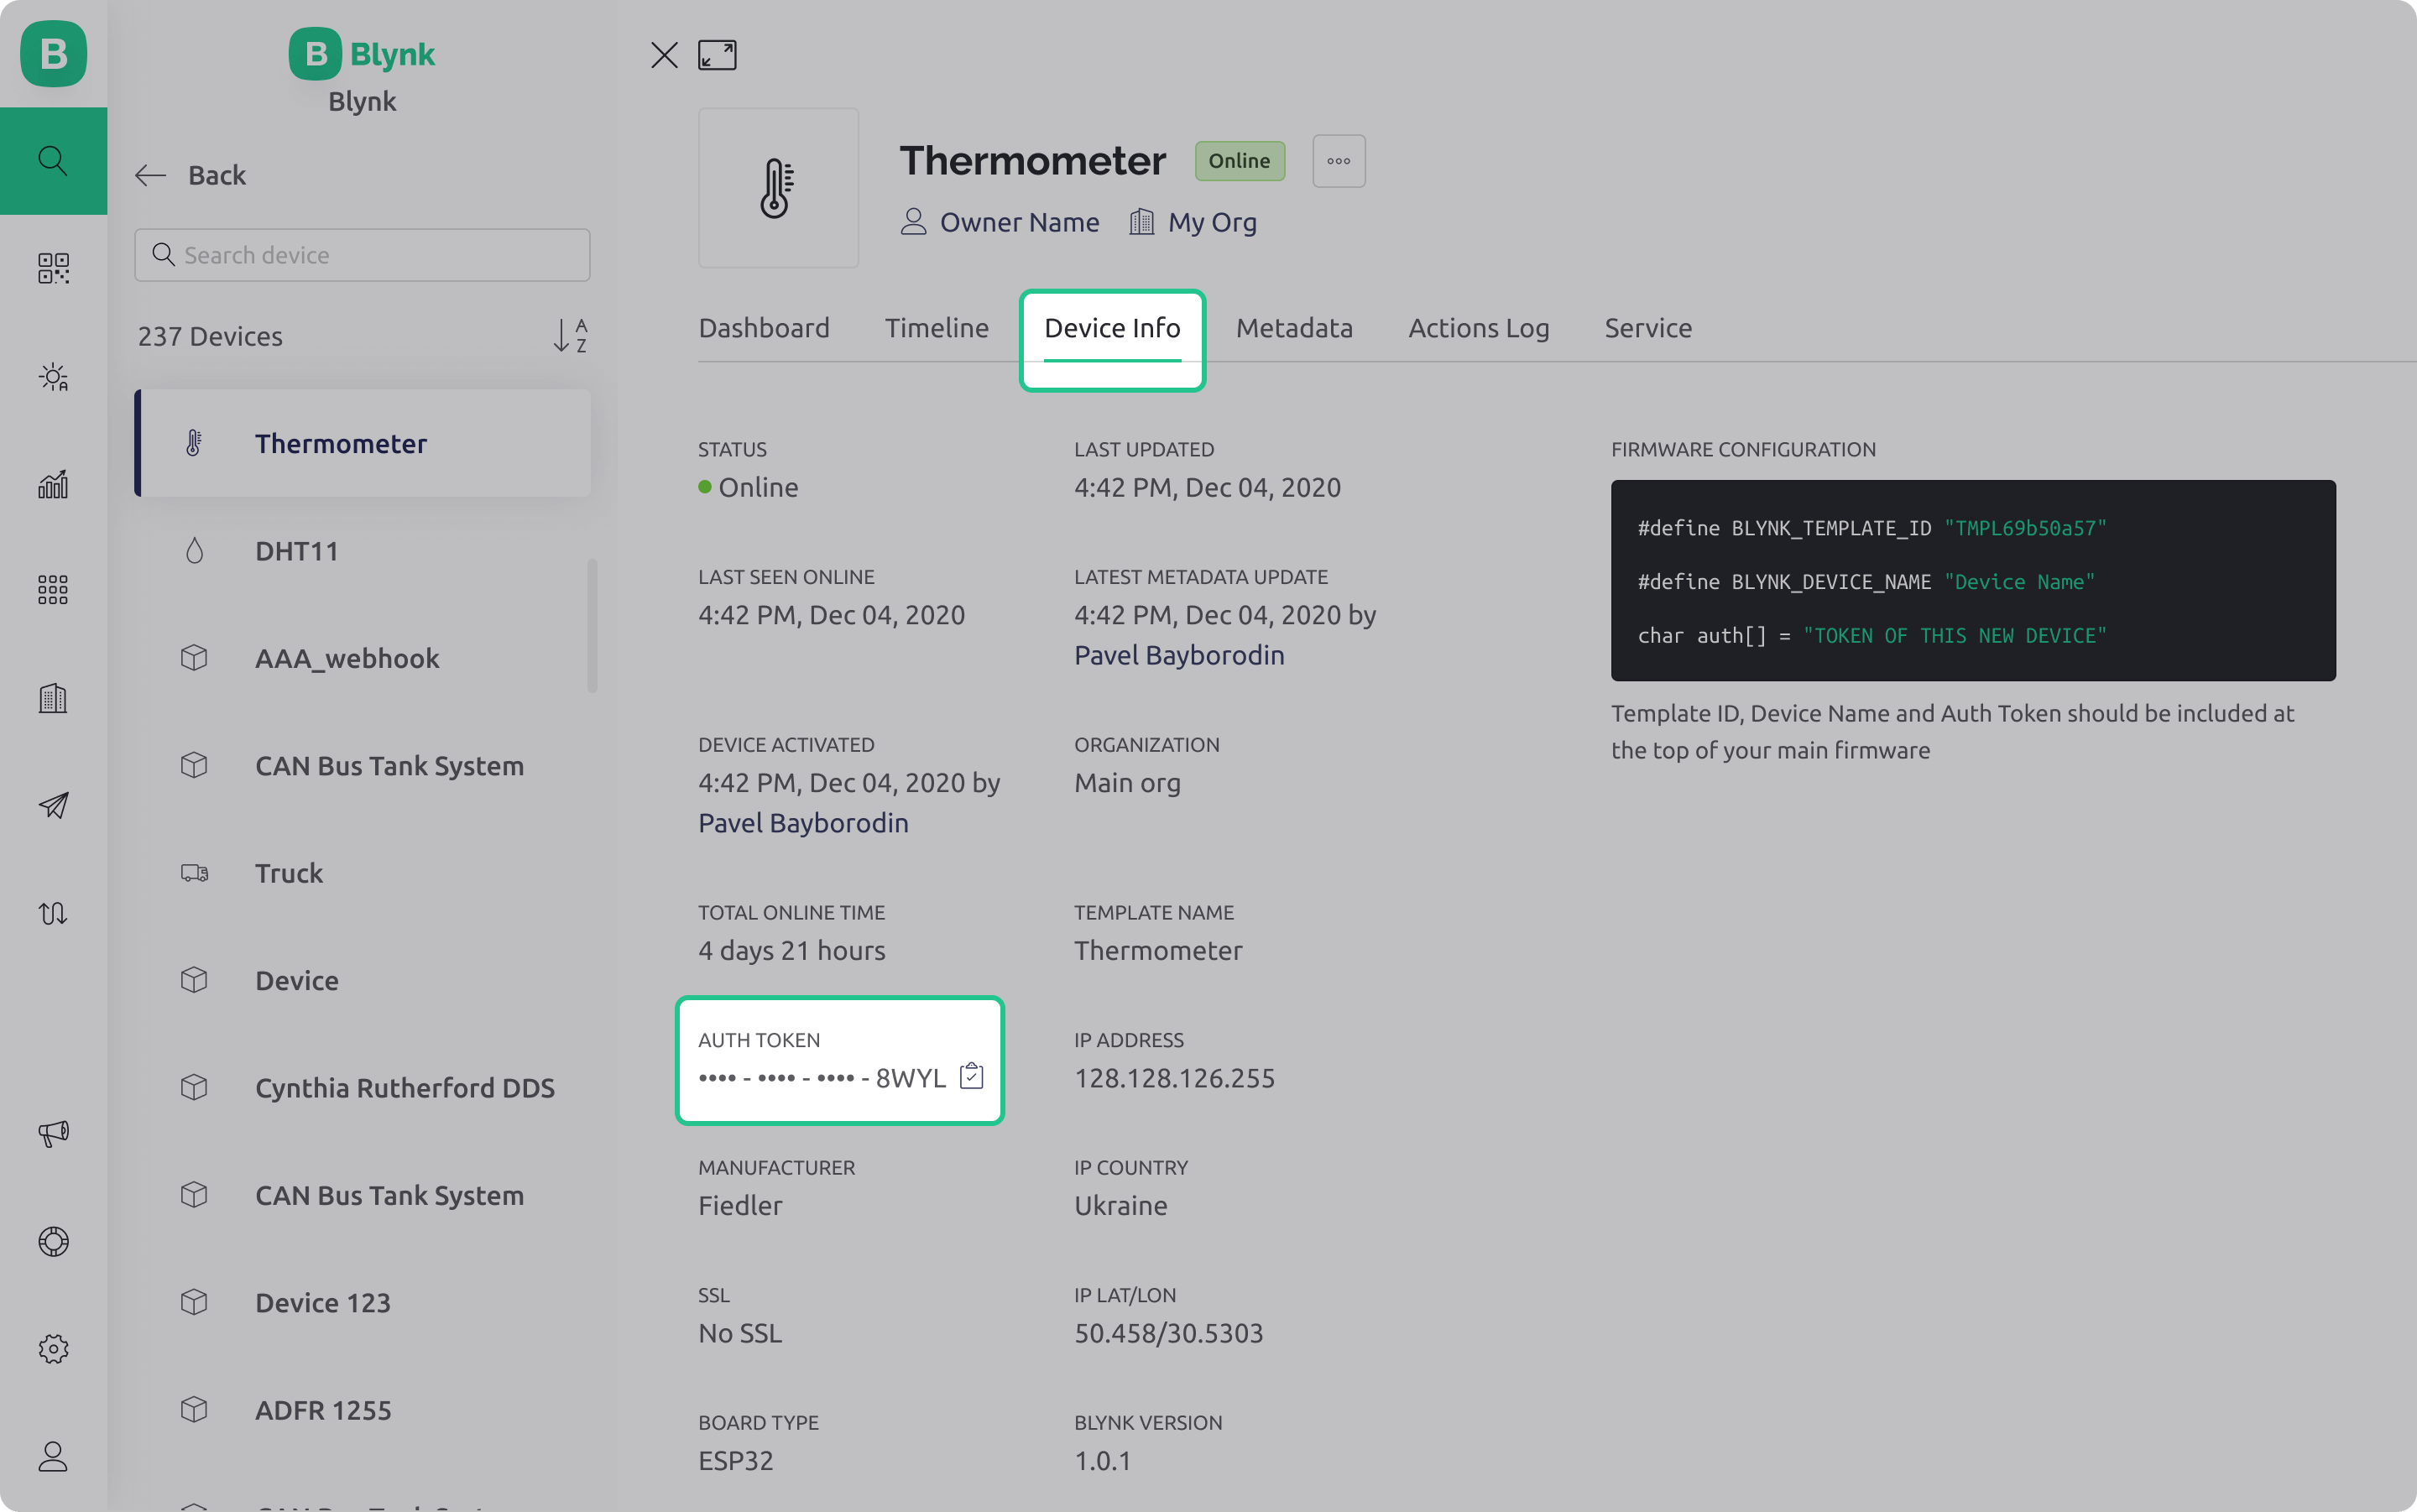 B
B Blynk
Blynk
Back
Search device
237 Devices
A
Z
Thermometer
DHT11
AAA_webhook
CAN Bus Tank System
Truck
Device
Cynthia Rutherford DDS
CAN Bus Tank System
Device 123
ADFR 1255
Thermometer
Online
Owner Name
My Org
Dashboard
Timeline
Device Info
Metadata
Actions Log
Service
STATUS
Online
LAST UPDATED
4:42 PM, Dec 04, 2020
LAST SEEN ONLINE
4:42 PM, Dec 04, 2020
LATEST METADATA UPDATE
4:42 PM, Dec 04, 2020 by
Pavel Bayborodin
DEVICE ACTIVATED
4:42 PM, Dec 04, 2020 by
Pavel Bayborodin
ORGANIZATION
Main org
TOTAL ONLINE TIME
4 days 21 hours
TEMPLATE NAME
Thermometer
AUTH TOKEN
•••• - •••• - •••• - 8WYL
IP ADDRESS
128.128.126.255
MANUFACTURER
Fiedler
IP COUNTRY
Ukraine
SSL
No SSL
IP LAT/LON
50.458/30.5303
BOARD TYPE
ESP32
BLYNK VERSION
1.0.1
FIRMWARE CONFIGURATION
#define BLYNK_TEMPLATE_ID "TMPL69b50a57"
#define BLYNK_DEVICE_NAME "Device Name"
char auth[] = "TOKEN OF THIS NEW DEVICE"
Template ID, Device Name and Auth Token should be included at
the top of your main firmware